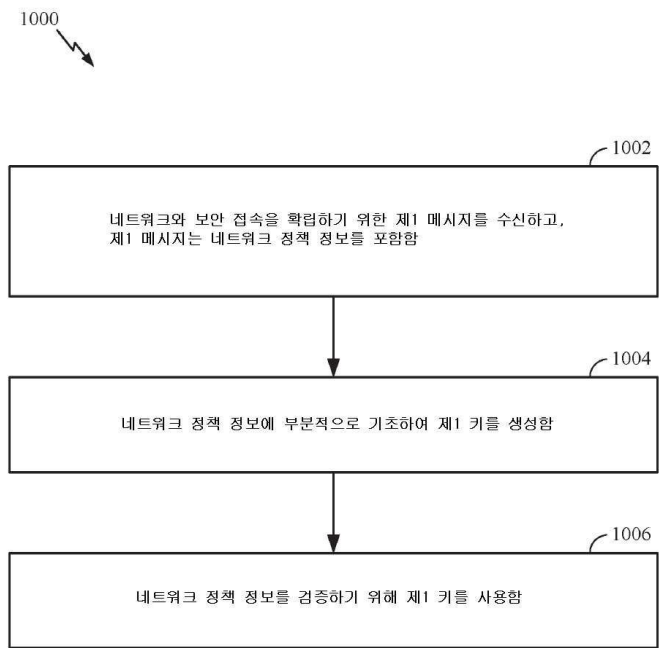 1000
1002
네트워크와 보안 접속을 확립하기 위한 제1 메시지를 수신하고,
제1 메시지는 네트워크 정책 정보를 포함함
1004
네트워크 정책 정보에 부분적으로 기초하여 제1 키를 생성함
1006
네트워크 정책 정보를 검증하기 위해 제1 키를 사용함